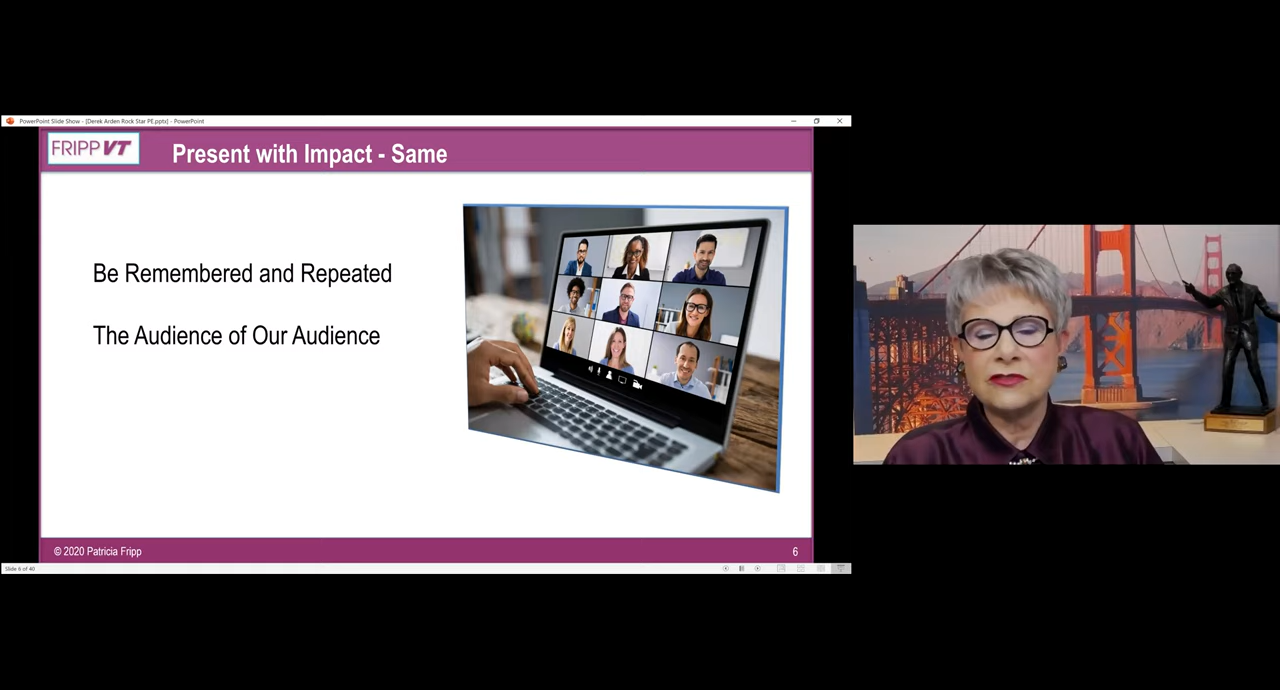 PowerPoint Slide Show - [Derek Arden Rock Star PE.pptx] - PowerPoint
FRIPP VT
Present with Impact - Same
Be Remembered and Repeated
The Audience of Our Audience
© 2020 Patricia Fripp
6
Slide 6 of 40